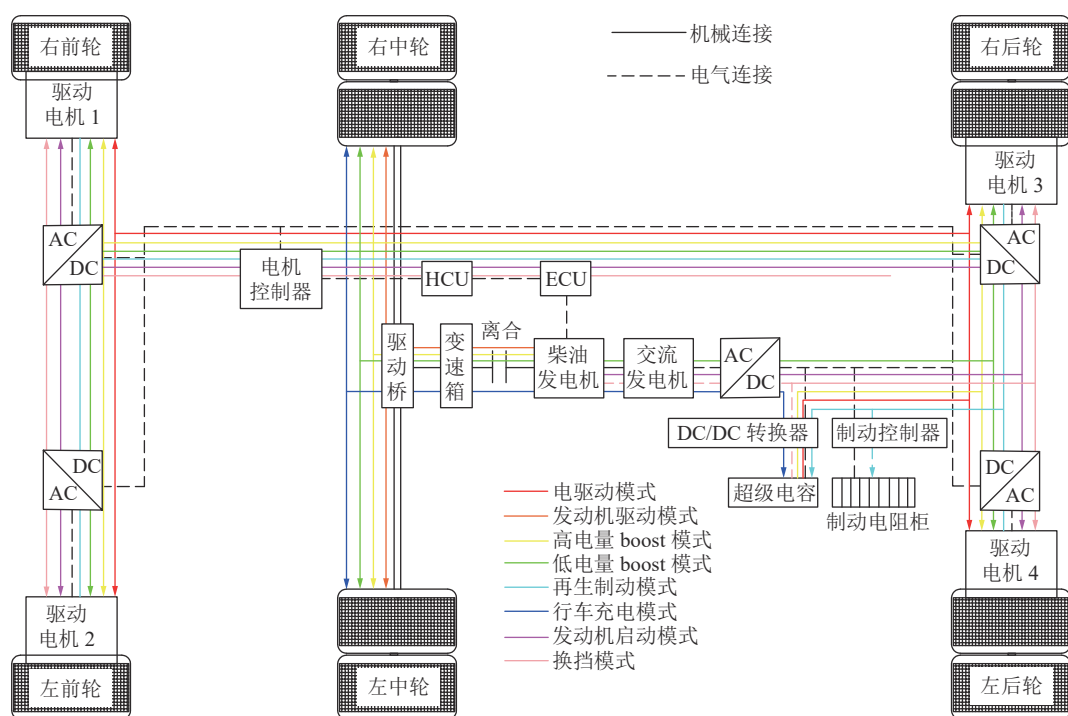 右前轮
右中轮
右后轮
机械连接
电气连接
驱动
电机 1
驱动
电机 3
AC
DC
AC
DC
电机
控制器
HCU
ECU
离合
驱
动
桥
变
速
箱
柴油
发电机
交流
发电机
AC
DC
DC/DC 转换器
制动控制器
DC
AC
DC
AC
超级电容
制动电阻柜
电驱动模式
发动机驱动模式
高电量 boost 模式
低电量 boost 模式
再生制动模式
行车充电模式
发动机启动模式
换挡模式
驱动
电机 2
驱动
电机 4
左前轮
左中轮
左后轮